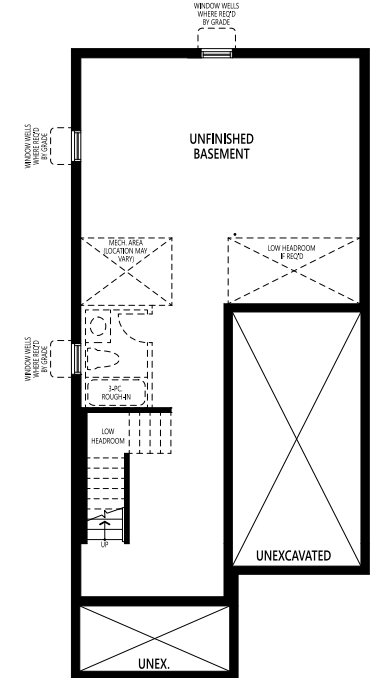 WINDOW WELLS
WHERE REQ'D
BY GRADE
WINDOW WELLS
WHERE REQ'D
BY GRADE
UNFINISHED
BASEMENT
MECH. AREA
(LOCATION MAY
VARY)
LOW HEADROOM
IF REQ'D
WINDOW WELLS
WHERE REQ'D
BY GRADE
3-PC.
ROUGH-IN
LOW
HEADROOM
UP
UNEXCAVATED
UNEX.